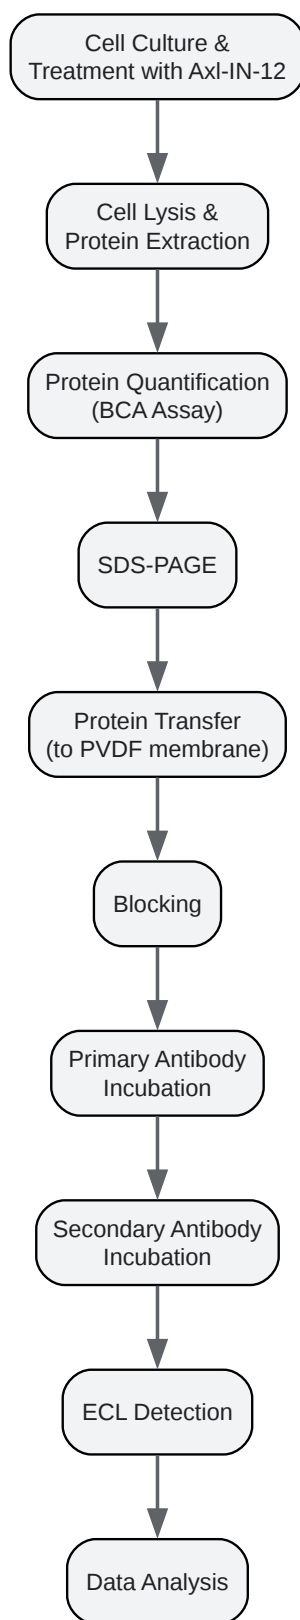 Cell Culture &
Treatment with Axl-IN-12
Cell Lysis &
Protein Extraction
Protein Quantification
(BCA Assay)
SDS-PAGE
Protein Transfer
(to PVDF membrane)
Blocking
Primary Antibody
Incubation
Secondary Antibody
Incubation
ECL Detection
Data Analysis